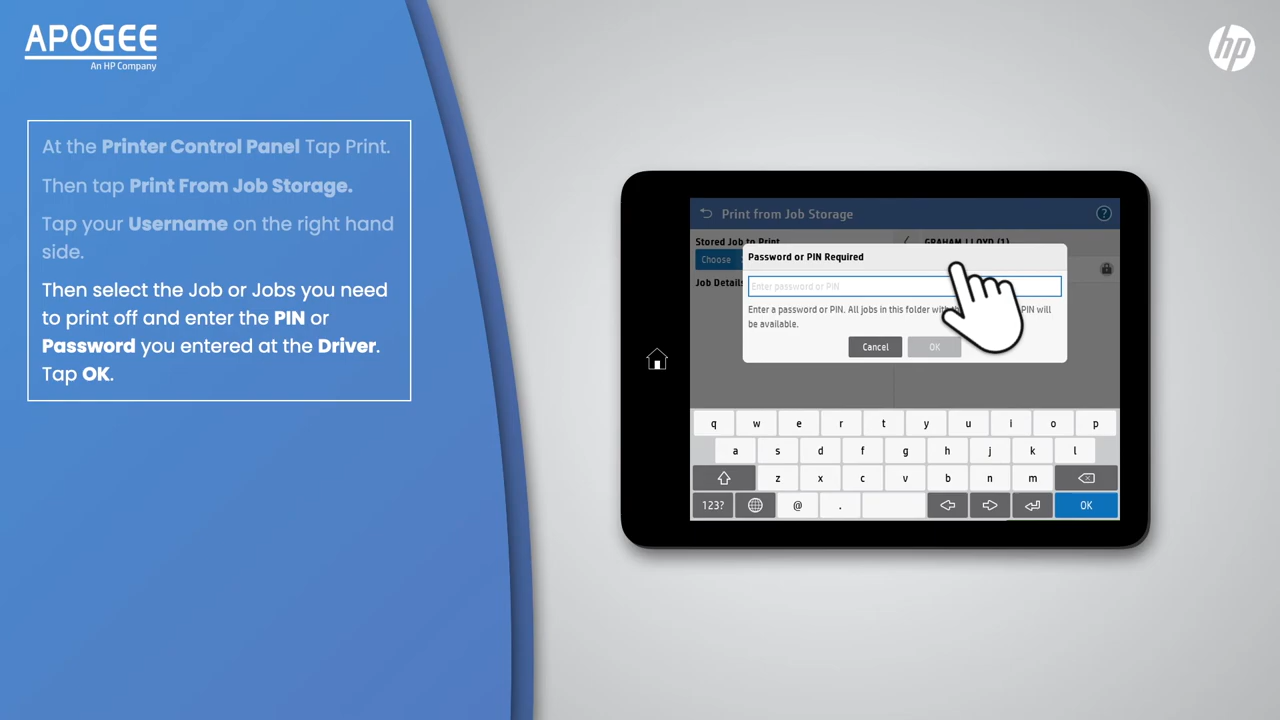 APOGEE
An HP Company
hp
At the Printer Control Panel Tap Print.
Then tap Print From Job Storage.
Tap your Username on the right hand
side.
Then select the Job or Jobs you need
to print off and enter the PIN or
Password you entered at the Driver.
Tap OK.
Print from Job Storage
?
Stored Job to Print
GRAHAM LLOYD (1)
Choose
Job Details
Password or PIN Required
Enter password or PIN
Enter a password or PIN. All jobs in this folder with PIN will
be available.
Cancel
OK
q w e r t y u i o p
a s d f g h j k l
z x c v b n m
123? @ . OK